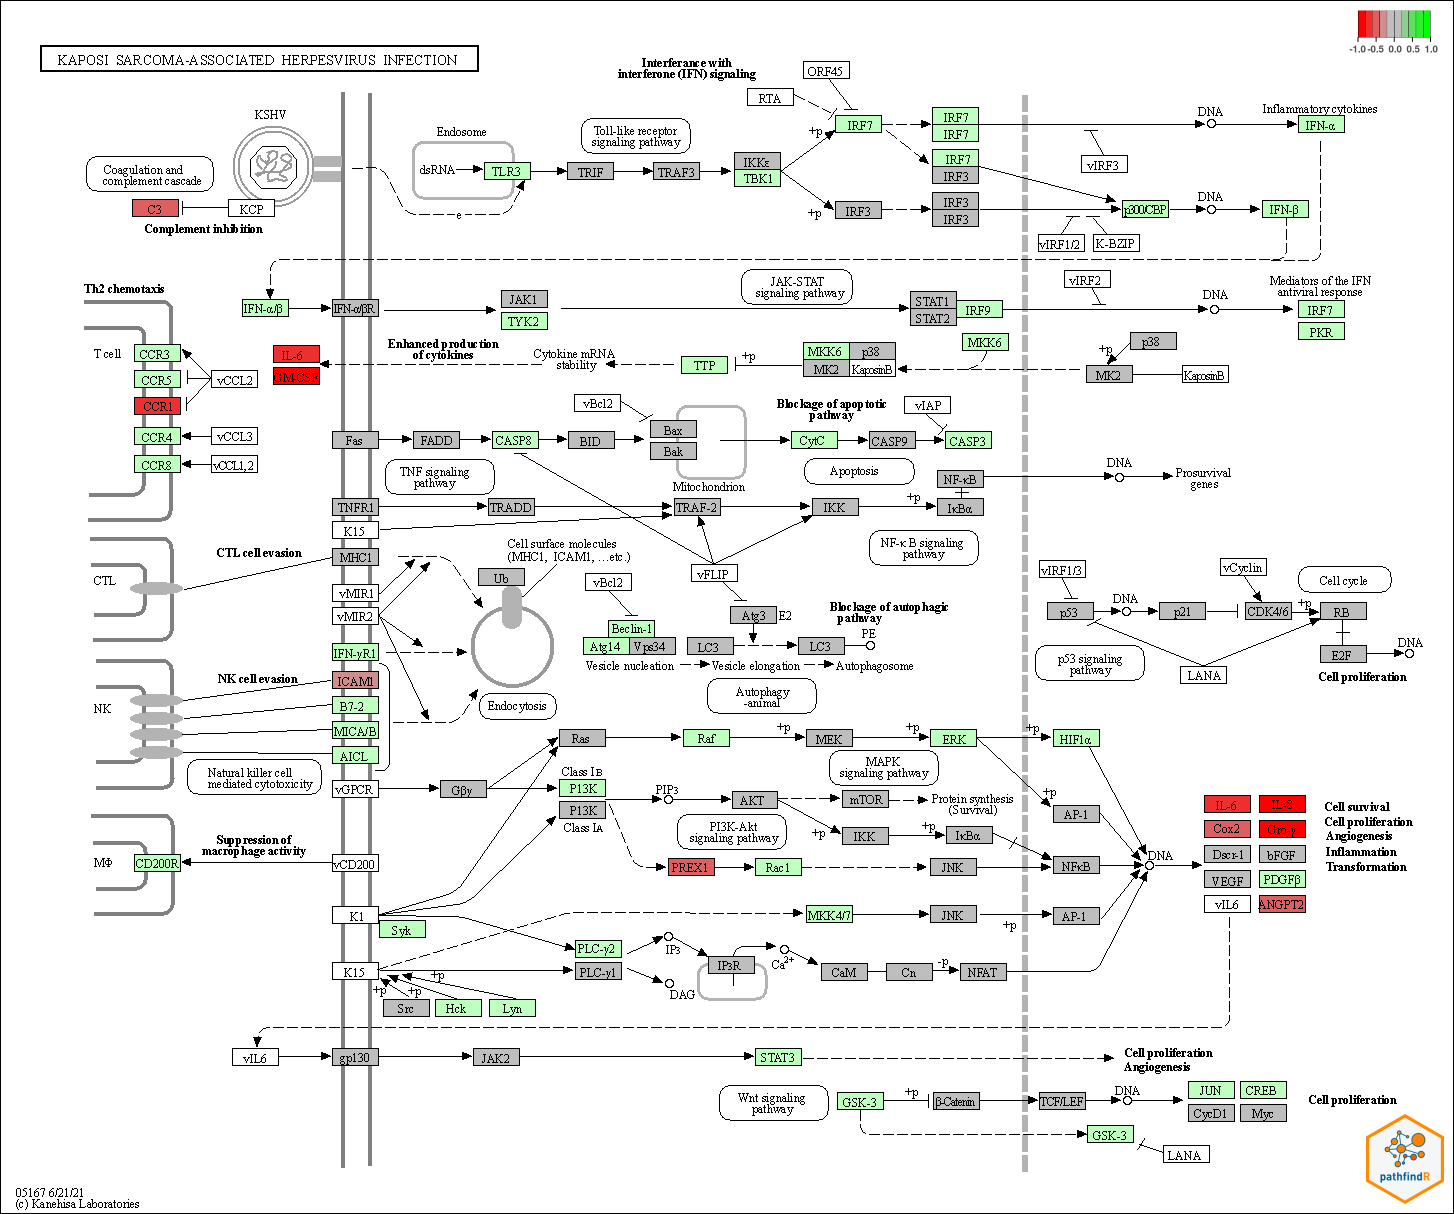 -1.0 -0.5 0.0 0.5 1.0
KAPOSI SARCOMA-ASSOCIATED HERPESVIRUS INFECTION
Interferance with
interferone (IFN) signaling
ORF45
RTA
KSHV
Endosome
Toll-like receptor
signaling pathway
+p
IRF7
IRF7
IRF7
DNA
Inflammatory cytokines
IFN-α
vIRF3
Coagulation and
complement cascade
dsRNA
TLR3
TRIF
TRAF3
IKKε
TBK1
IRF7
IRF3
C3
KCP
e
+p
IRF3
IRF3
IRF3
p300/CBP
DNA
IFN-β
Complement inhibition
vIRF1/2
K-BZIP
Th2 chemotaxis
JAK-STAT
signaling pathway
vIRF2
Mediators of the IFN
antiviral response
IFN-α/β
IFN-α/βR
JAK1
TYK2
STAT1
STAT2
IRF9
DNA
IRF7
PKR
T cell
CCR3
CCR5
CCR1
CCR4
CCR8
vCCL2
vCCL3
vCCL1,2
IL-6
GM-CSF
Enhanced production
of cytokines
Cytokine mRNA
stability
TTP
+p
MKK6
p38
MK2
KaposinB
MKK6
+p
p38
MK2
KaposinB
vBcl2
Blockage of apoptotic
pathway
vIAP
Fas
FADD
CASP8
BID
Bax
Bak
CytC
CASP9
CASP3
TNF signaling
pathway
Mitochondrion
Apoptosis
NF-κB
IκBα
DNA
Prosurvival
genes
TNFR1
TRADD
TRAF-2
IKK
+p
K15
NF-κ B signaling
pathway
CTL cell evasion
CTL
MHC1
vMIR1
vMIR2
Cell surface molecules
(MHC1, ICAM1, ...etc.)
Ub
vBcl2
vFLIP
Beclin-1
Atg14
Vps34
Atg3
E2
Blockage of autophagic
pathway
LC3
LC3
PE
Vesicle nucleation
Vesicle elongation
Autophagosome
vIRF1/3
vCyclin
Cell cycle
p53
DNA
p21
CDK4/6
+p
RB
E2F
DNA
p53 signaling
pathway
LANA
Cell proliferation
IFN-γR1
NK cell evasion
NK
ICAM1
B7-2
MICA/B
AICL
Endocytosis
Autophagy
-animal
Natural killer cell
mediated cytotoxicity
Ras
Raf
+p
MEK
+p
ERK
+p
HIF1α
MAPK
signaling pathway
vGPCR
Gβγ
Class IB
P13K
P13K
Class IA
PIP3
AKT
mTOR
Protein synthesis
(Survival)
+p
AP-1
PI3K-Akt
signaling pathway
+p
IKK
+p
IκBα
IL-6
IL-8
Cox2
Gro-γ
Dscr-1
bFGF
VEGF
PDGFβ
vIL6
ANGPT2
Cell survival
Cell proliferation
Angiogenesis
Inflammation
Transformation
MΦ
CD200R
Suppression of
macrophage activity
vCD200
PREX1
Rac1
JNK
NFκB
DNA
K1
Syk
MKK4/7
JNK
+p
AP-1
PLC-γ2
PLC-γ1
IP3
DAG
IP3R
Ca2+
CaM
Cn
-p
NFAT
K15
+p
+p
+p
Src
Hck
Lyn
vIL6
gp130
JAK2
STAT3
Cell proliferation
Angiogenesis
Wnt signaling
pathway
GSK-3
+p
β-Catenin
TCF/LEF
DNA
JUN
CREB
CycD1
Myc
Cell proliferation
GSK-3
LANA
pathfindR
05167 6/21/21
(c) Kanehisa Laboratories